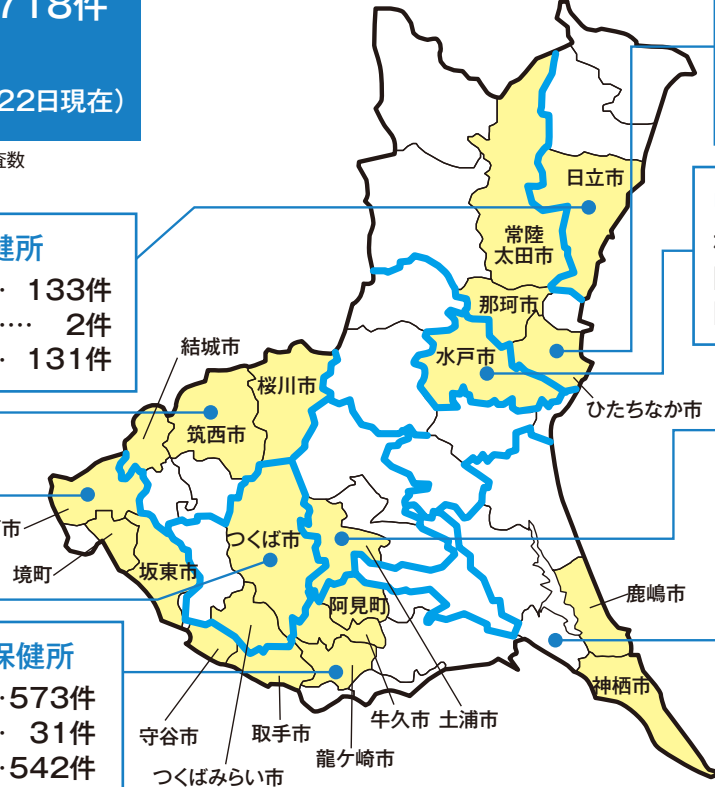 718件
22日現在）
査数
健所
… 133件
… 2件
… 131件
保健所
…573件
… 31件
…542件
日立市
常陸
太田市
那珂市
水戸市
ひたちなか市
結城市
桜川市
筑西市
市
境町
坂東市
つくば市
阿見町
鹿嶋市
神栖市
守谷市
取手市
つくばみらい市
龍ケ崎市
牛久市
土浦市